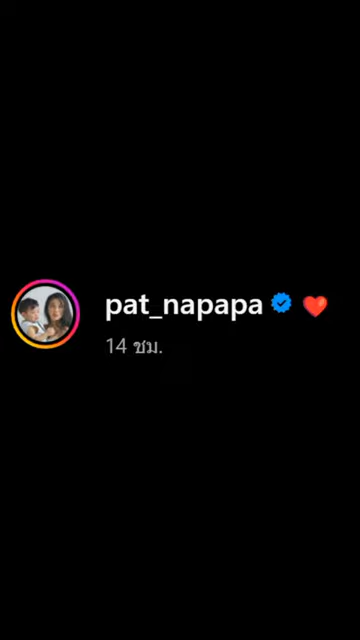 pat_napapa ❤️
14 ชม.